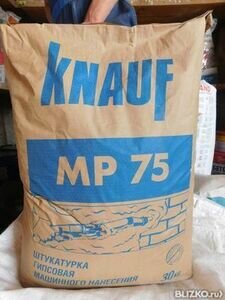 KNAUF
MP 75
ШТУКАТУРКА
ГИПСОВАЯ
МАШИННОГО НАНЕСЕНИЯ
30 кг
BLIZKO.ru